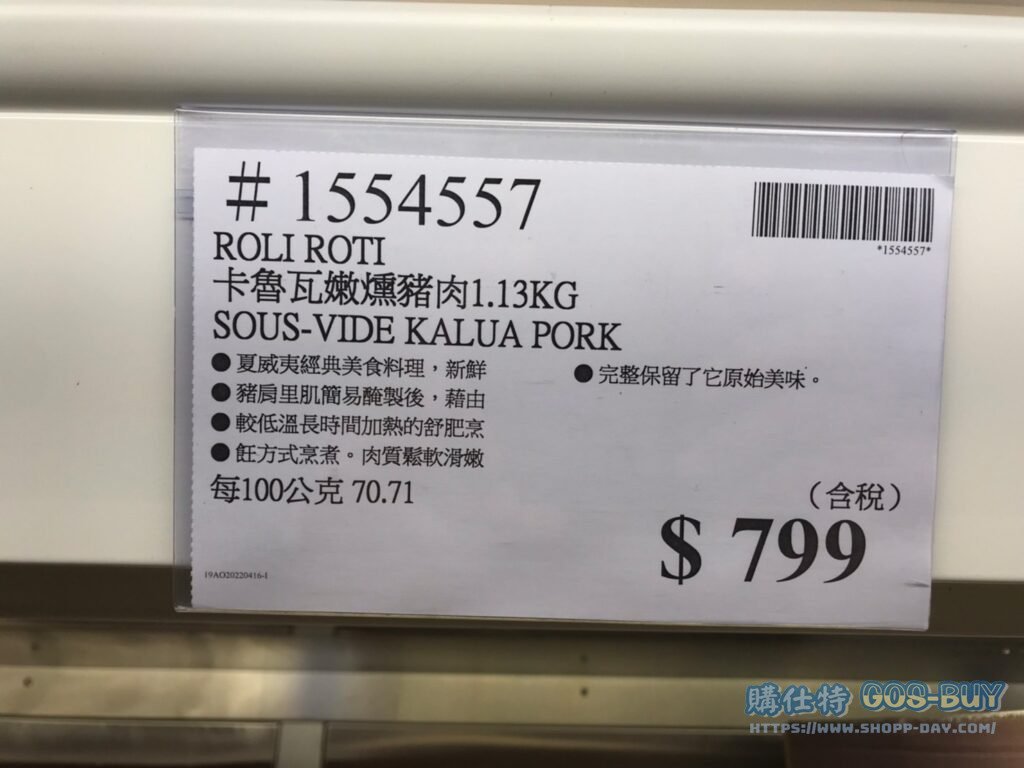 # 1554557
*1554557*
ROLI ROTI
卡魯瓦嫩燻豬肉1.13KG
SOUS-VIDE KALUA PORK
●夏威夷經典美食料理，新鮮
●豬肩里肌簡易醃製後，藉由
●較低溫長時間加熱的舒肥烹
●飪方式烹煮。肉質鬆軟滑嫩
●完整保留了它原始美味。
每100公克 70.71
（含稅）
$ 799
19AO20220416-1
購仕特 GOS-BUY
HTTPS://WWW.SHOPP-DAY.COM/